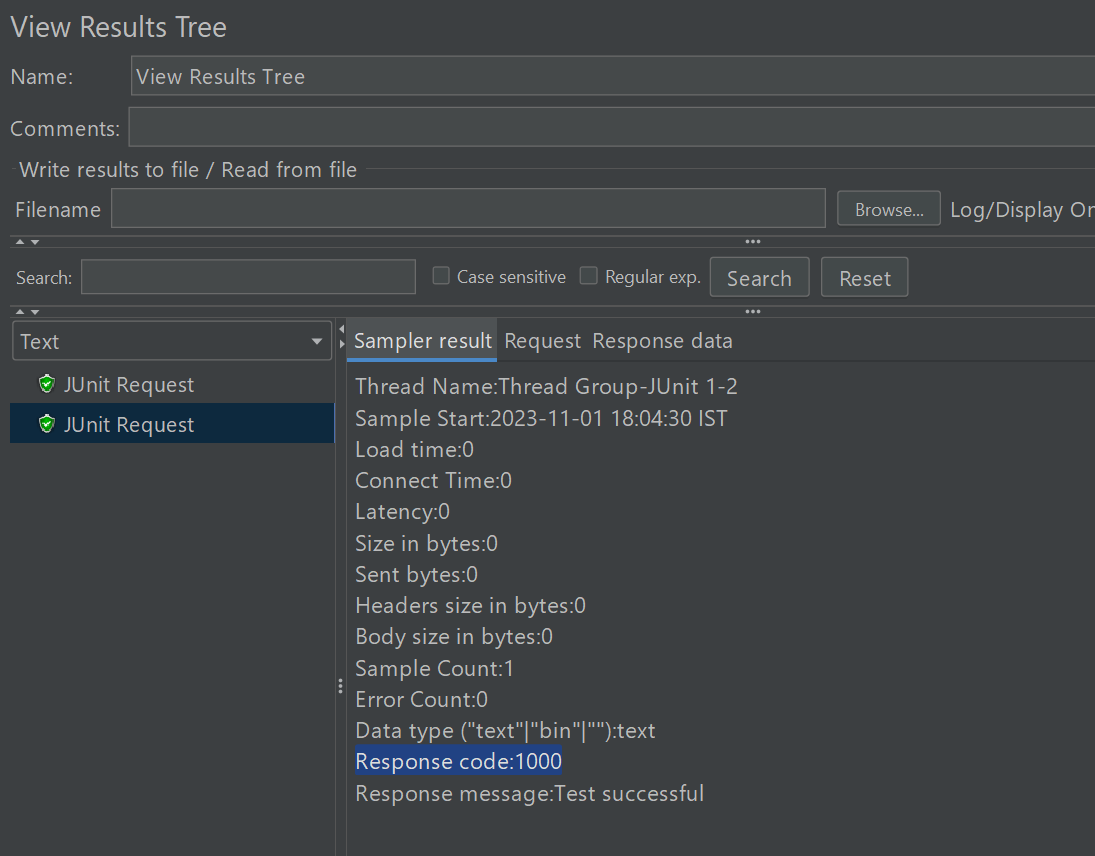 View Results Tree
Name: View Results Tree
Comments:
Write results to file / Read from file
Filename Browse... Log/Display On
Search: Case sensitive Regular exp. Search Reset
Text
JUnit Request
JUnit Request
Sampler result Request Response data
Thread Name:Thread Group-JUnit 1-2
Sample Start:2023-11-01 18:04:30 IST
Load time:0
Connect Time:0
Latency:0
Size in bytes:0
Sent bytes:0
Headers size in bytes:0
Body size in bytes:0
Sample Count:1
Error Count:0
Data type ("text"|"bin"|""):text
Response code:1000
Response message:Test successful